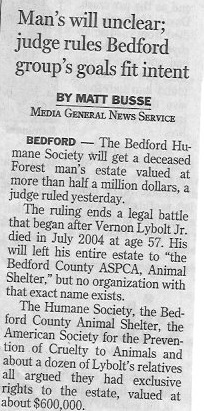 Man's will unclear;
judge rules Bedford
group's goals fit intent
BY MATT BUSSE
MEDIA GENERAL NEWS SERVICE
BEDFORD — The Bedford Hu-
mane Society will get a deceased
Forest man's estate valued at
more than half a million dollars, a
judge ruled yesterday.
The ruling ends a legal battle
that began after Vernon Lybolt Jr.
died in July 2004 at age 57. His
will left his entire estate to "the
Bedford County ASPCA, Animal
Shelter," but no organization with
that exact name exists.
The Humane Society, the Bed-
ford County Animal Shelter, the
American Society for the Preven-
tion of Cruelty to Animals and
about a dozen of Lybolt's relatives
all argued they had exclusive
rights to the estate, valued at
about $600,000.